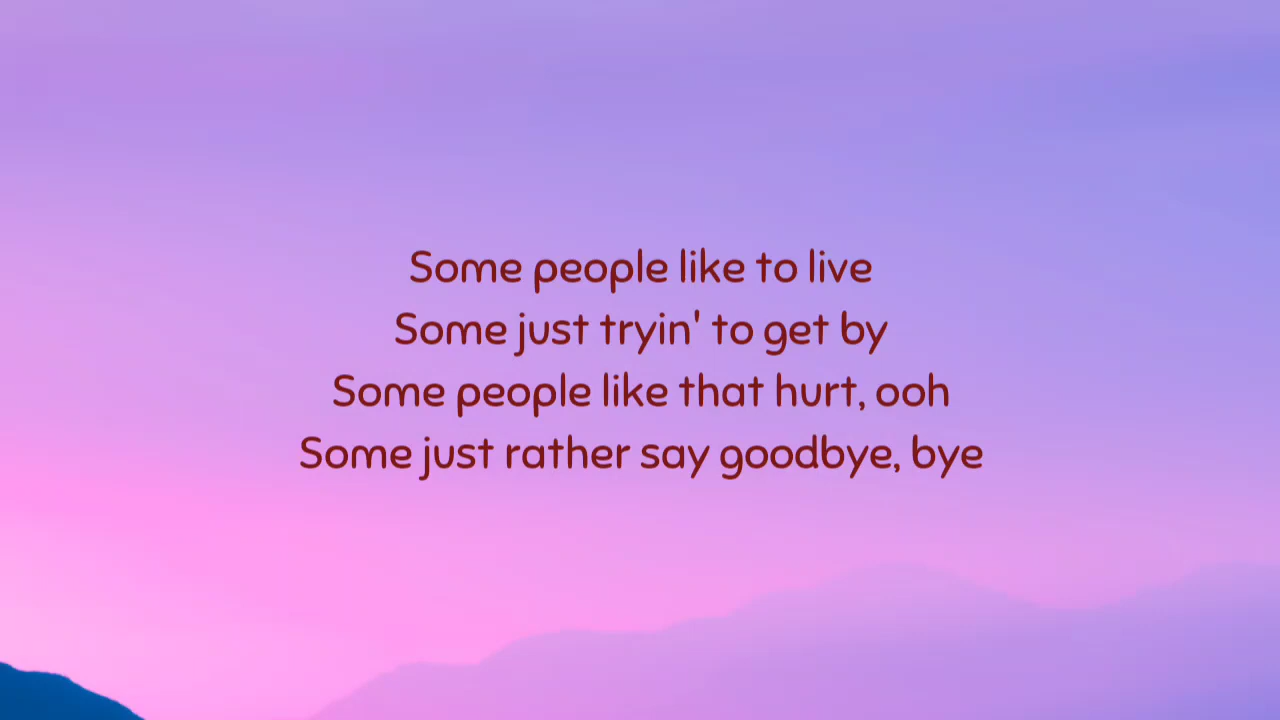 Some people like to live
Some just tryin' to get by
Some people like that hurt, ooh
Some just rather say goodbye, bye